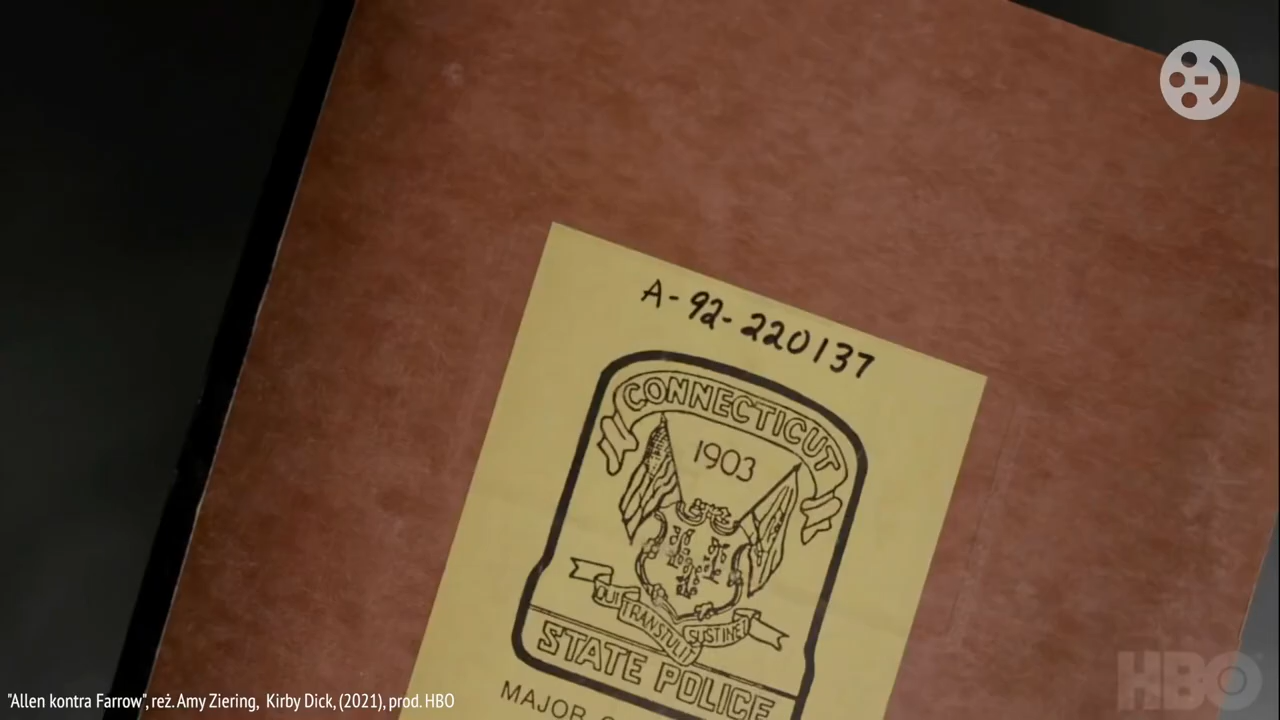 A-92-220137
CONNECTICUT
1903
QUI TRANSTULIT SUSTINET
STATE POLICE
MAJOR
HBO
"Allen kontra Farrow", reż. Amy Ziering, Kirby Dick, (2021), prod. HBO